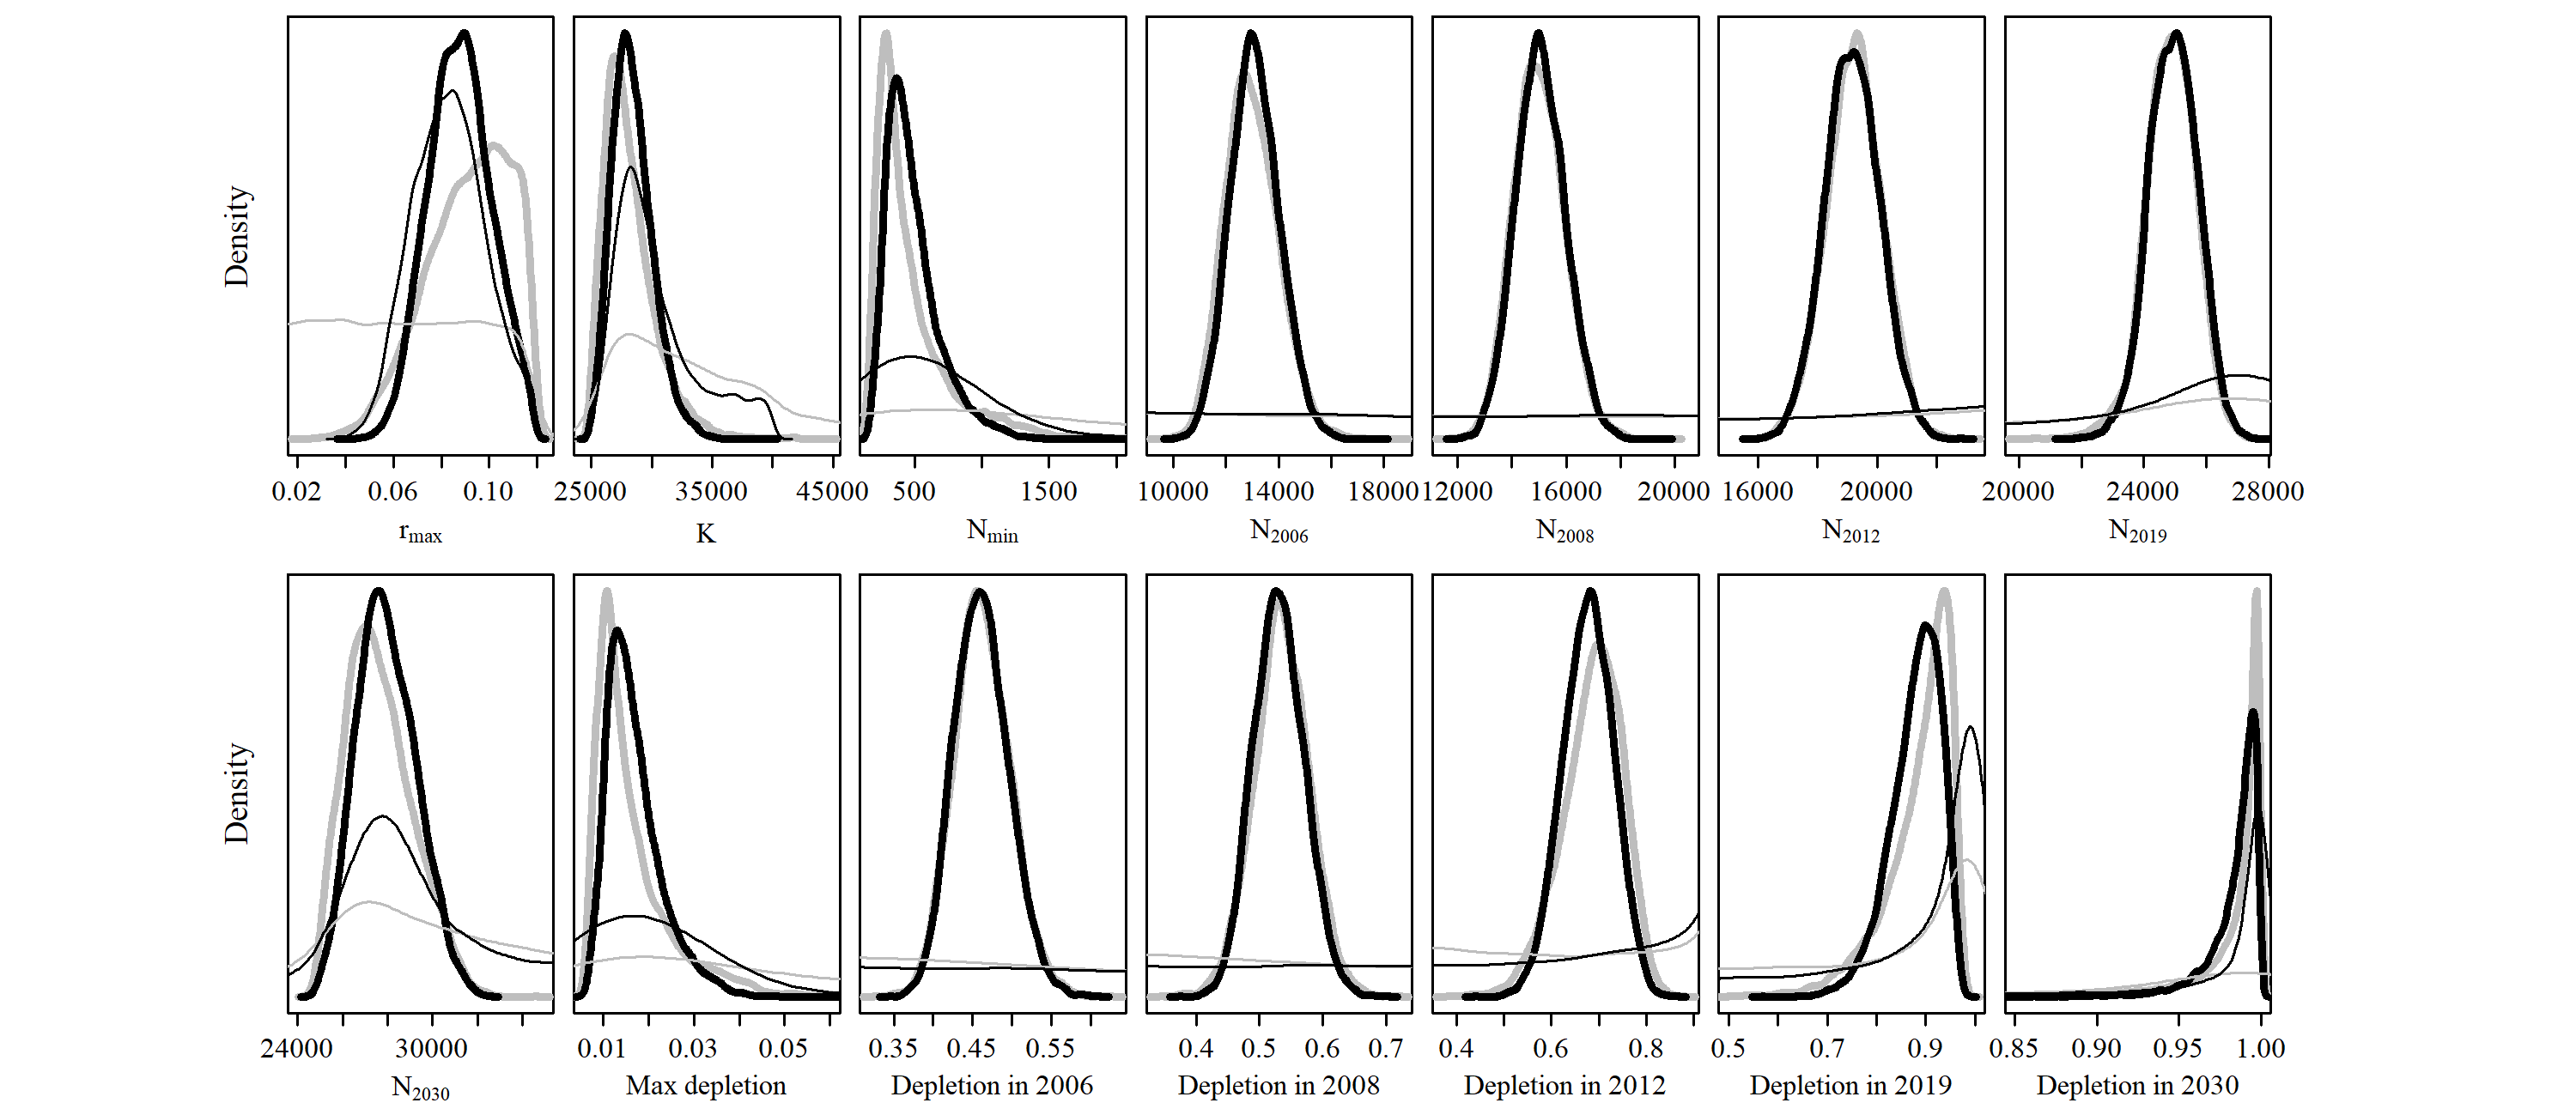 Density
0.02 0.06 0.10 25000 35000 45000 500 1500 10000 14000 18000 12000 16000 20000 16000 20000 20000 24000 28000
rmax K Nmin N2006 N2008 N2012 N2019
Density
24000 30000 0.01 0.03 0.05 0.35 0.45 0.55 0.4 0.5 0.6 0.7 0.4 0.6 0.8 0.5 0.7 0.9 0.85 0.90 0.95 1.00
N2030 Max depletion Depletion in 2006 Depletion in 2008 Depletion in 2012 Depletion in 2019 Depletion in 2030